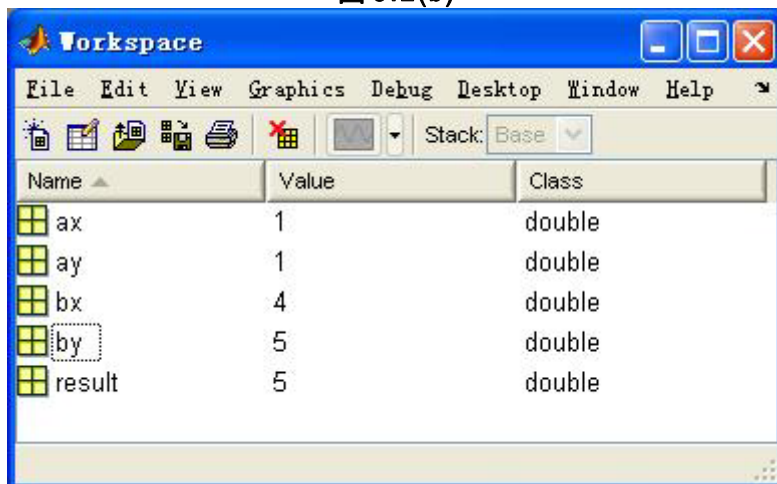 Workspace
File Edit View Graphics Debug Desktop Window Help
Stack: Base
Name Value Class
ax 1 double
ay 1 double
bx 4 double
by 5 double
result 5 double